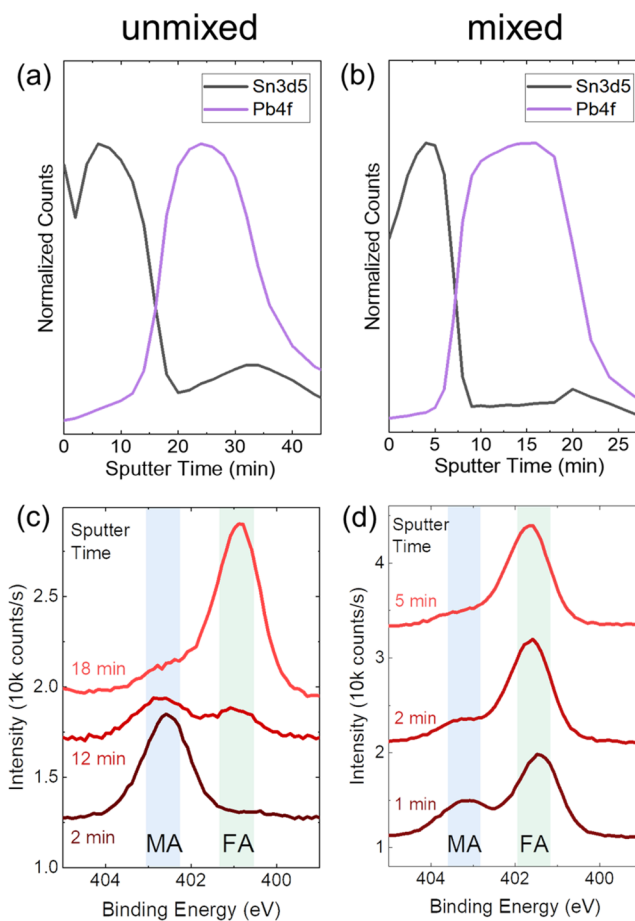 unmixed
mixed
(a)
Sn3d5
Pb4f
Normalized Counts
0 10 20 30 40
Sputter Time (min)
(b)
Sn3d5
Pb4f
Normalized Counts
0 5 10 15 20 25
Sputter Time (min)
(c)
Sputter
Time
18 min
12 min
2 min
MA
FA
Intensity (10k counts/s)
2.5
2.0
1.5
1.0
404 402 400
Binding Energy (eV)
(d)
Sputter
Time
5 min
2 min
1 min
MA
FA
Intensity (10k counts/s)
4
3
2
1
404 402 400
Binding Energy (eV)